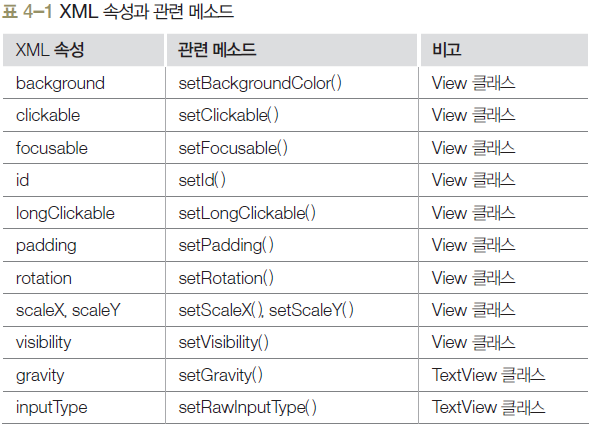 표 4-1 XML 속성과 관련 메소드
XML 속성 관련 메소드 비고
background setBackgroundColor() View 클래스
clickable setClickable() View 클래스
focusable setFocusable() View 클래스
id setId() View 클래스
longClickable setLongClickable() View 클래스
padding setPadding() View 클래스
rotation setRotation() View 클래스
scaleX, scaleY setScaleX(), setScaleY() View 클래스
visibility setVisibility() View 클래스
gravity setGravity() TextView 클래스
inputType setRawInputType() TextView 클래스